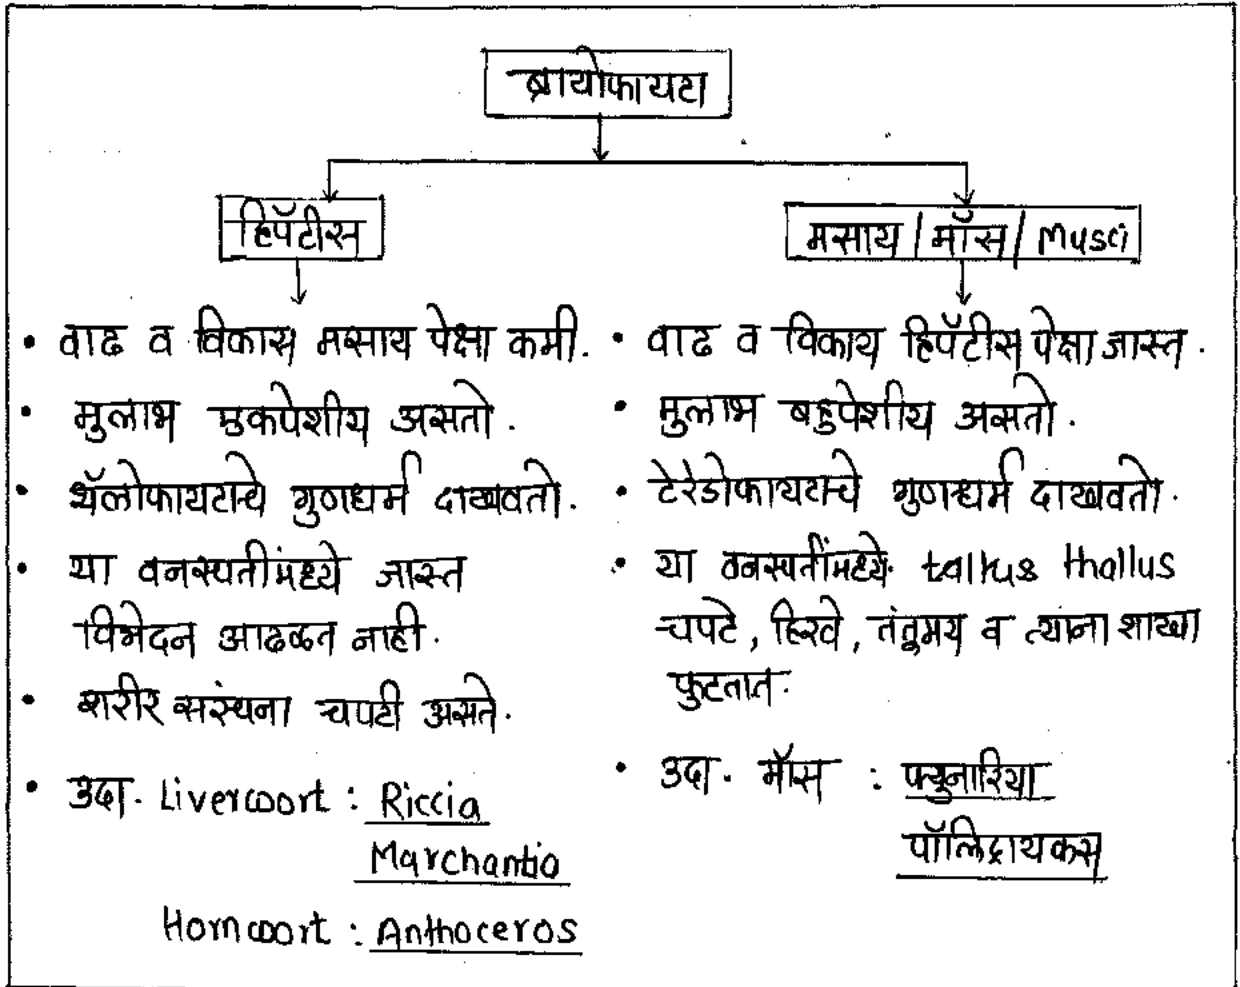 ब्रायोफायटा
हिपॅटीस
मसाय / मॉस / Musci
• वाढ व विकास मसाय पेक्षा कमी.
• मुलाभ एकपेशीय असतो.
• थॅलोफायटाचे गुणधर्म दाखवतो.
• या वनस्पतींमध्ये जास्त
विभेदन आढळत नाही.
• शरीर सरंचना चपटी असते.
• उदा. Liverwort : Riccia
Marchantia
Hornwort : Anthoceros
• वाढ व विकाय हिपॅटीस पेक्षा जास्त.
• मुलाभ बहुपेशीय असतो.
• टेरेडोफायटाचे गुणधर्म दाखवतो.
• या वनस्पतींमध्ये thallus
चपटे, हिरवे, तंतूमय व त्यांना शाखा
फुटतात.
• उदा. मॉस : फ्युनारिया
पॉलिट्रायकस